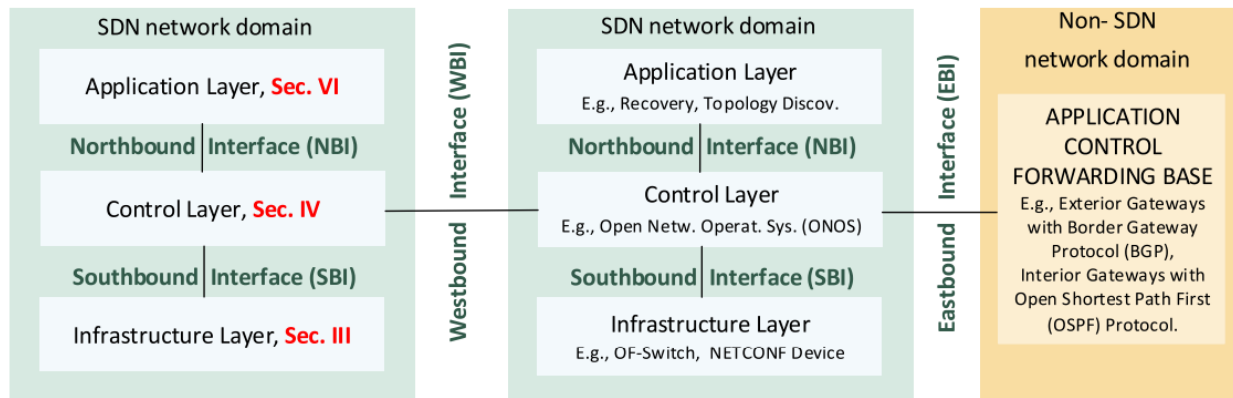 SDN network domain
Application Layer, Sec. VI
Northbound Interface (NBI)
Control Layer, Sec. IV
Southbound Interface (SBI)
Infrastructure Layer, Sec. III
Westbound Interface (WBI)
SDN network domain
Application Layer
E.g., Recovery, Topology Discov.
Northbound Interface (NBI)
Control Layer
E.g., Open Netw. Operat. Sys. (ONOS)
Southbound Interface (SBI)
Infrastructure Layer
E.g., OF-Switch, NETCONF Device
Eastbound Interface (EBI)
Non- SDN
network domain
APPLICATION
CONTROL
FORWARDING BASE
E.g., Exterior Gateways
with Border Gateway
Protocol (BGP),
Interior Gateways with
Open Shortest Path First
(OSPF) Protocol.